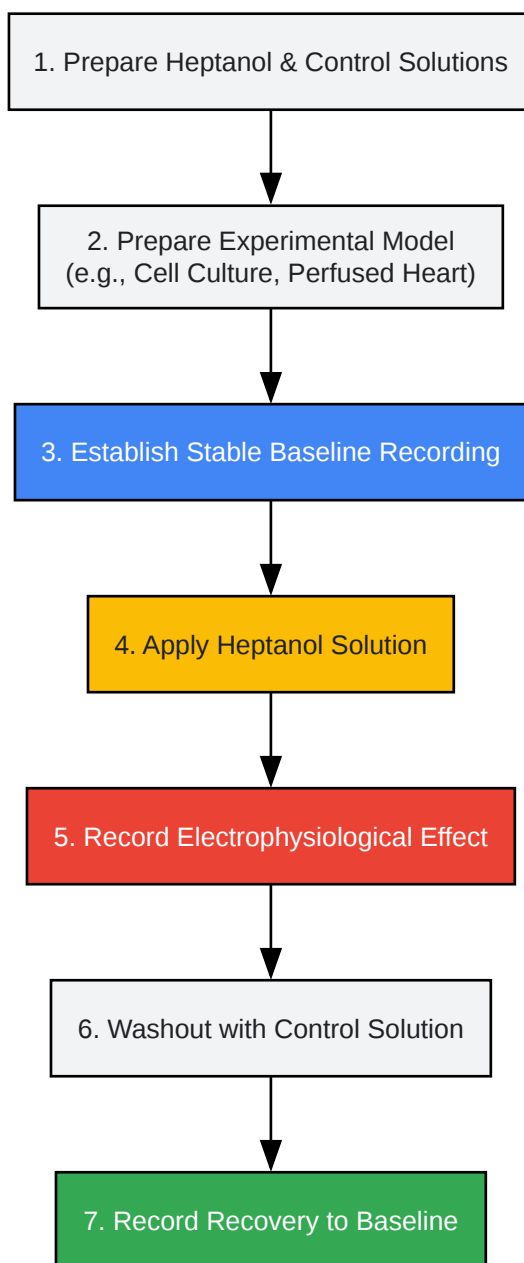 1. Prepare Heptanol & Control Solutions
2. Prepare Experimental Model
(e.g., Cell Culture, Perfused Heart)
3. Establish Stable Baseline Recording
4. Apply Heptanol Solution
5. Record Electrophysiological Effect
6. Washout with Control Solution
7. Record Recovery to Baseline